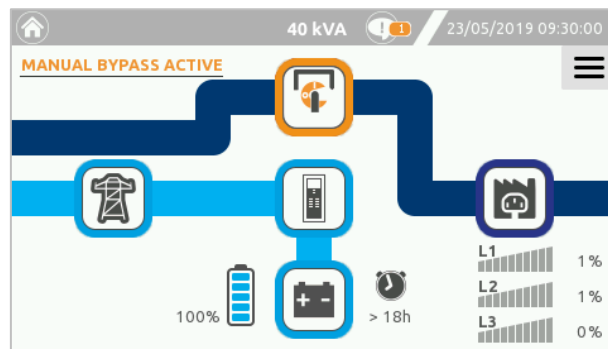 40 kVA 1 23/05/2019 09:30:00
MANUAL BYPASS ACTIVE
L1 1%
L2 1%
100% > 18h
L3 0%